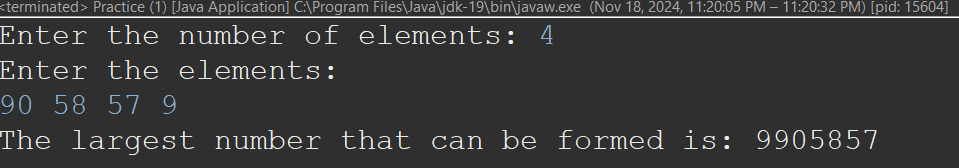 <terminated> Practice (1) [Java Application] C:\Program Files\Java\jdk-19\bin\javaw.exe (Nov 18, 2024, 11:20:05 PM – 11:20:32 PM) [pid: 15604]
Enter the number of elements: 4
Enter the elements:
90 58 57 9
The largest number that can be formed is: 9905857